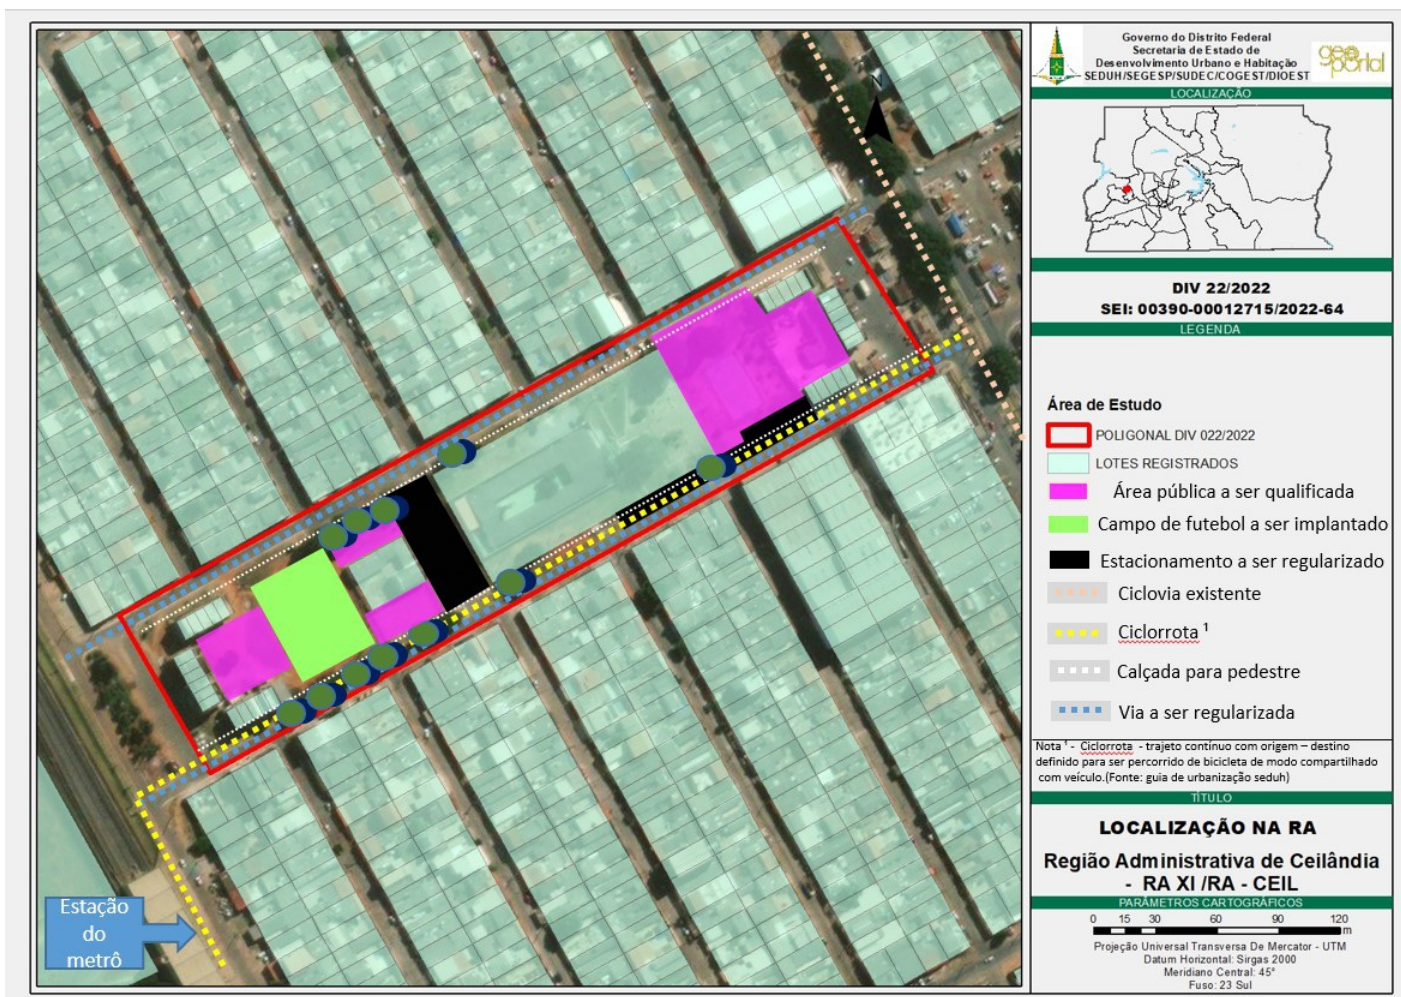 Governo do Distrito Federal
Secretaria de Estado de
Desenvolvimento Urbano e Habitação
SEDUH/SEGESP/SUDEC/COGEST/DIOEST
geoportal
LOCALIZAÇÃO
DIV 22/2022
SEI: 00390-00012715/2022-64
LEGENDA
Área de Estudo
POLIGONAL DIV 022/2022
LOTES REGISTRADOS
Área pública a ser qualificada
Campo de futebol a ser implantado
Estacionamento a ser regularizado
Ciclovia existente
Ciclorrota ¹
Calçada para pedestre
Via a ser regularizada
Nota ¹ - Ciclorrota - trajeto contínuo com origem – destino
definido para ser percorrido de bicicleta de modo compartilhado
com veículo.(Fonte: guia de urbanização seduh)
TÍTULO
LOCALIZAÇÃO NA RA
Região Administrativa de Ceilândia
- RA XI /RA - CEIL
PARÂMETROS CARTOGRÁFICOS
0 15 30 60 90 120
m
Projeção Universal Transversa De Mercator - UTM
Datum Horizontal: Sirgas 2000
Meridiano Central: 45°
Fuso: 23 Sul
Estação
do
metrô